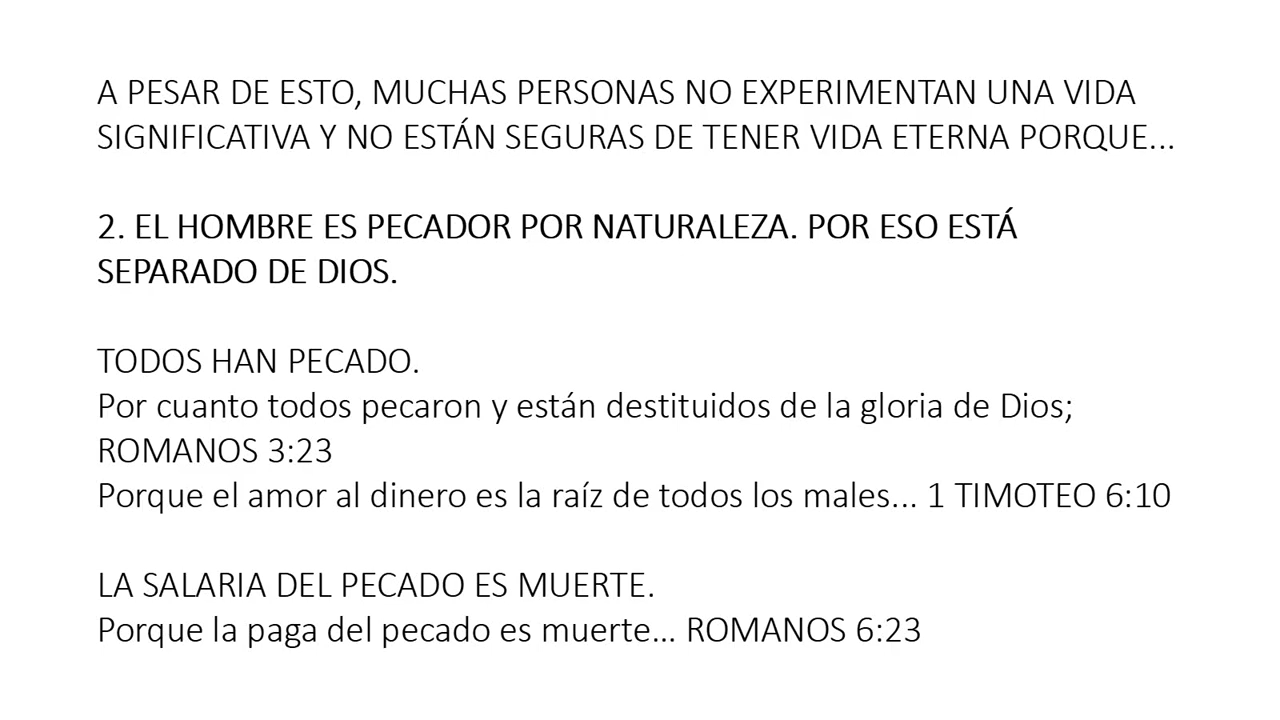 A PESAR DE ESTO, MUCHAS PERSONAS NO EXPERIMENTAN UNA VIDA
SIGNIFICATIVA Y NO ESTÁN SEGURAS DE TENER VIDA ETERNA PORQUE...
2. EL HOMBRE ES PECADOR POR NATURALEZA. POR ESO ESTÁ
SEPARADO DE DIOS.
TODOS HAN PECADO.
Por cuanto todos pecaron y están destituidos de la gloria de Dios;
ROMANOS 3:23
Porque el amor al dinero es la raíz de todos los males... 1 TIMOTEO 6:10
LA SALARIA DEL PECADO ES MUERTE.
Porque la paga del pecado es muerte... ROMANOS 6:23